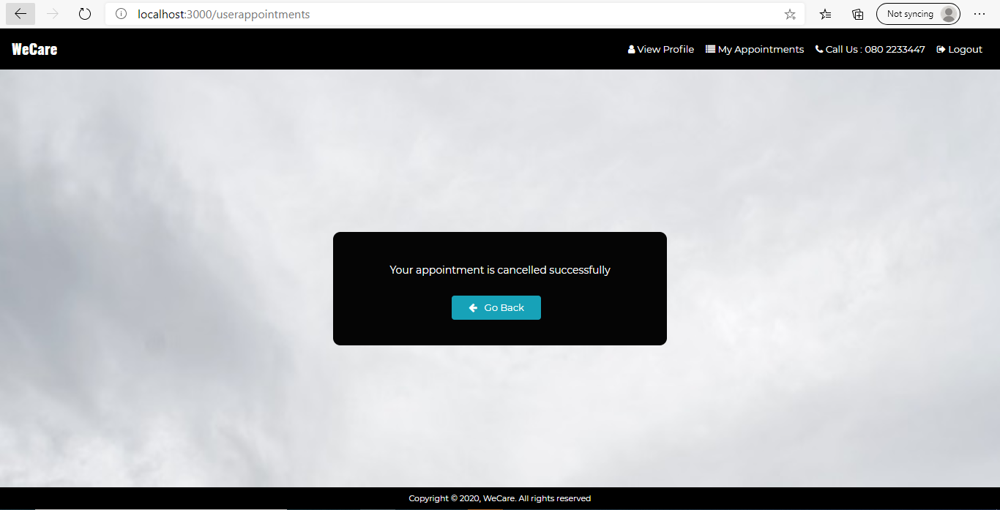 localhost:3000/userappointments
Not syncing
WeCare
View Profile
My Appointments
Call Us : 080 2233447
Logout
Your appointment is cancelled successfully
Go Back
Copyright © 2020, WeCare. All rights reserved